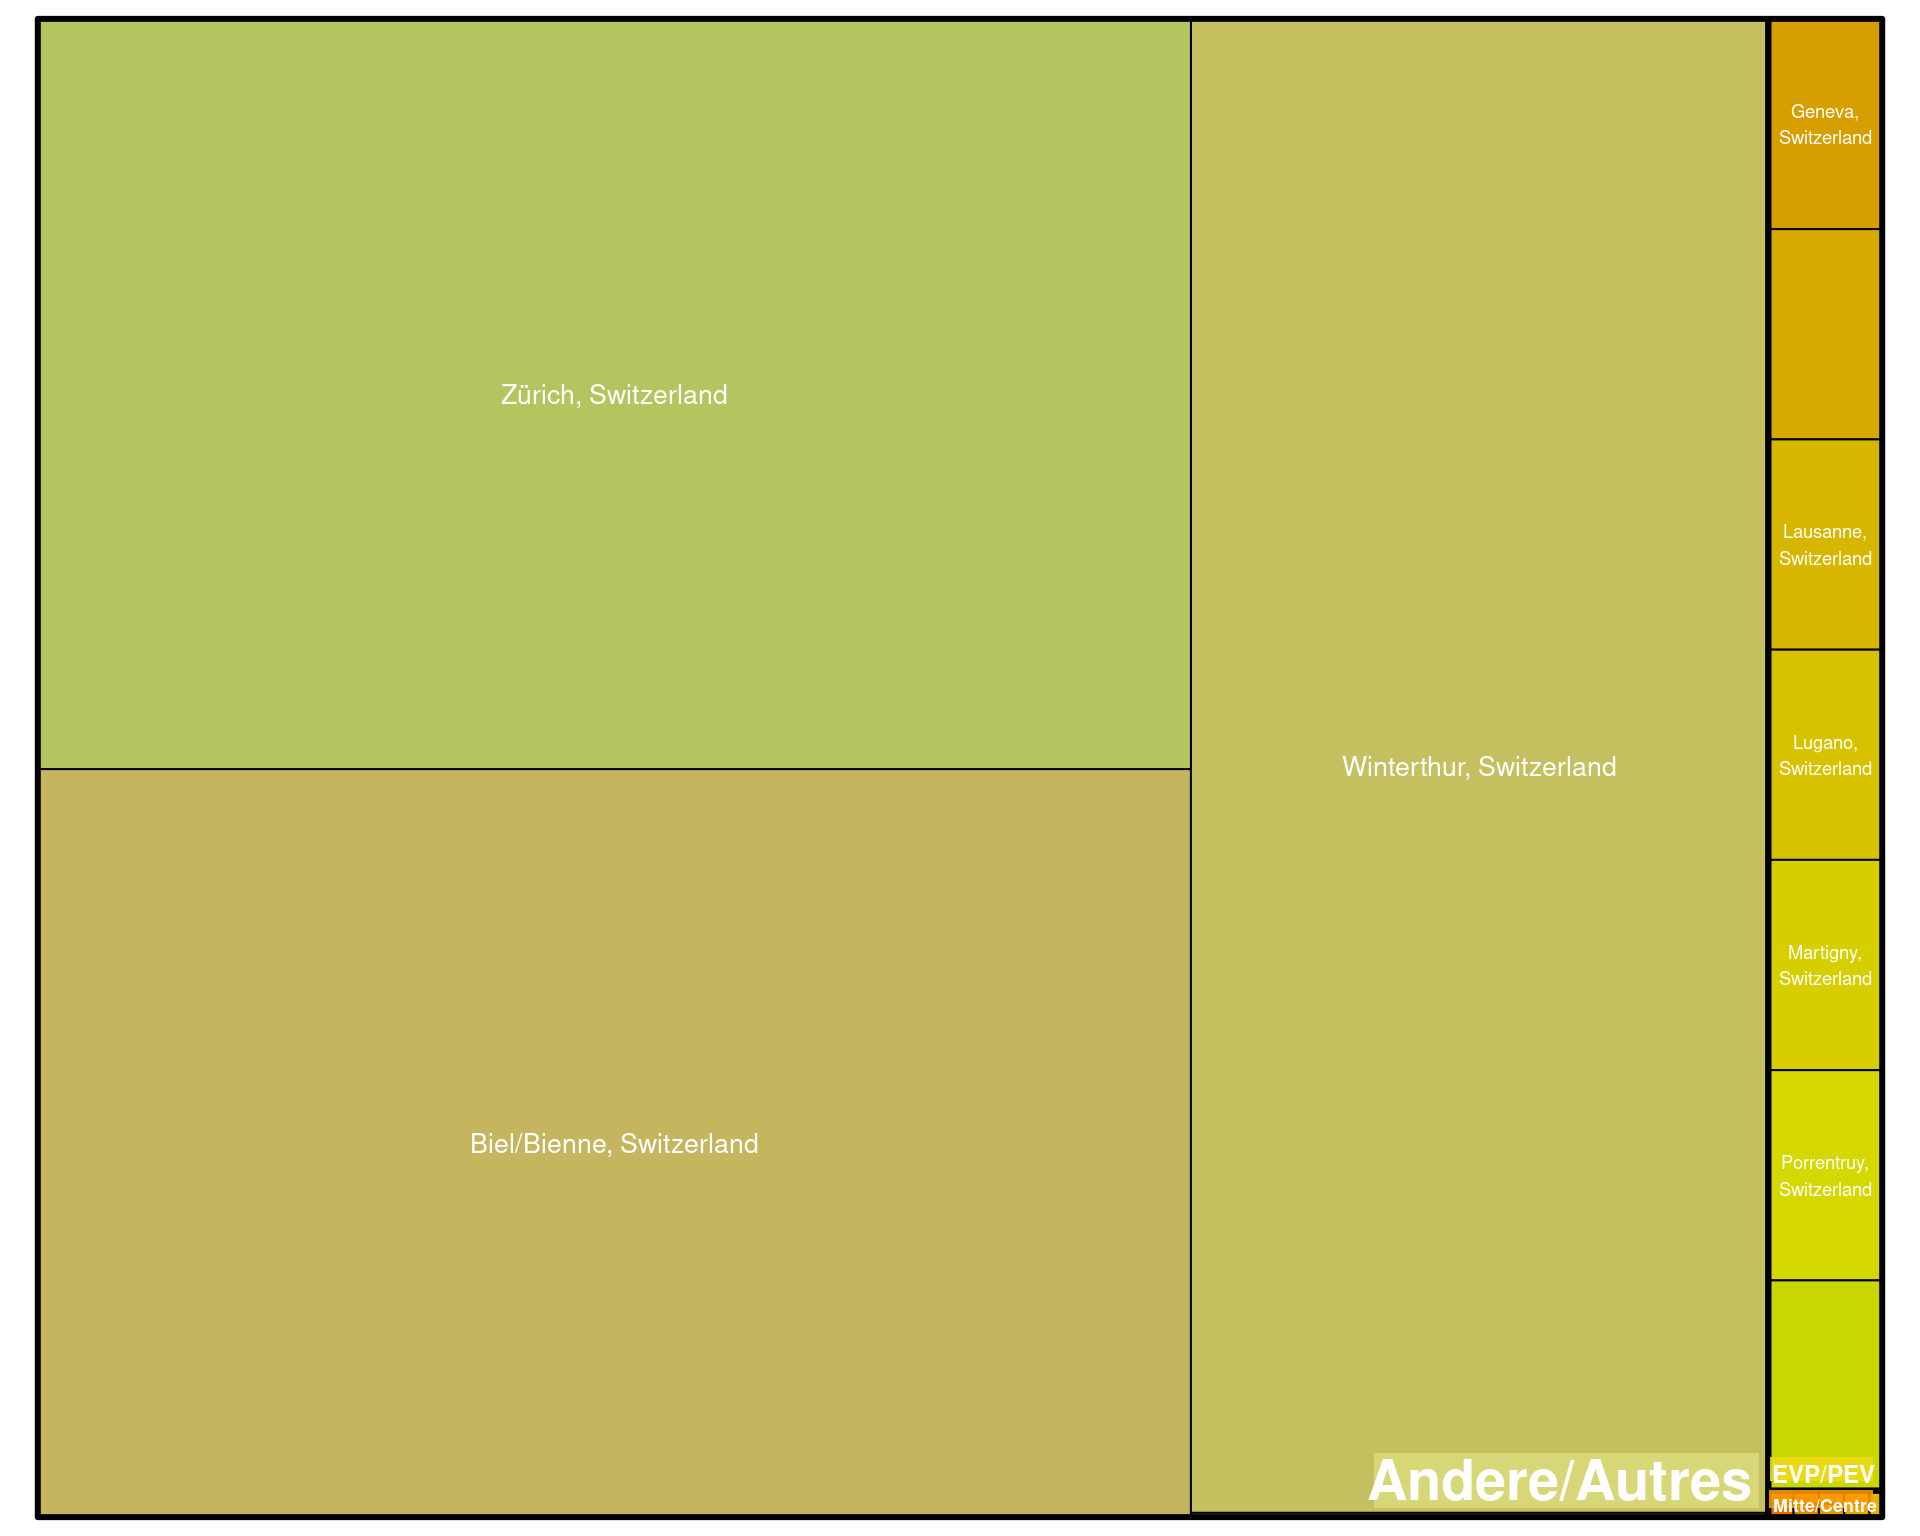 Zürich, Switzerland
Biel/Bienne, Switzerland
Winterthur, Switzerland
Andere/Autres
Geneva,
Switzerland
Lausanne,
Switzerland
Lugano,
Switzerland
Martigny,
Switzerland
Porrentruy,
Switzerland
EVP/PEV
Mitte/Centre